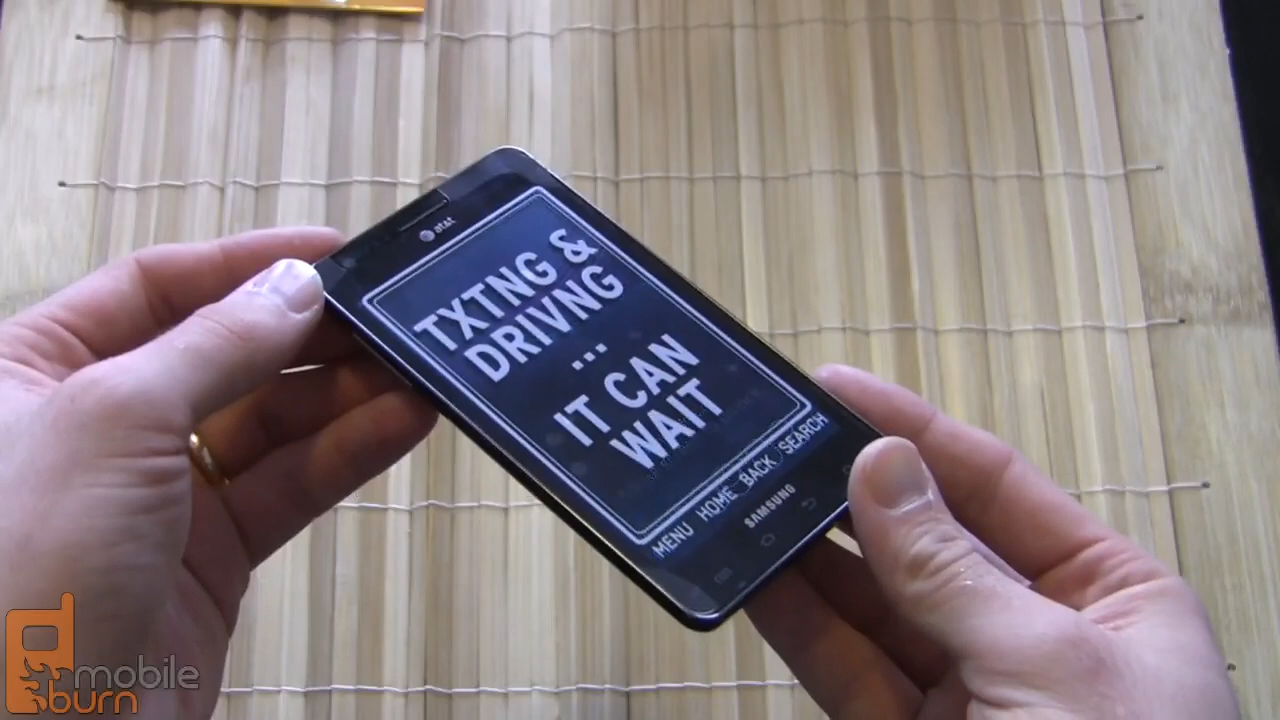 at&t
TXTNG &
DRIVNG
...
IT CAN
WAIT
MENU HOME BACK SEARCH
SAMSUNG
mobile
burn